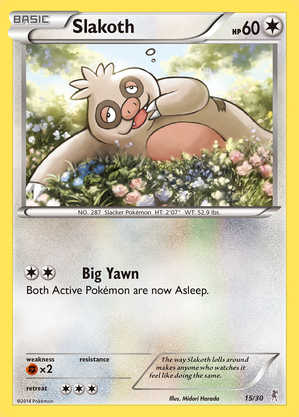 BASIC
Slakoth
HP60
NO. 287 Slacker Pokémon HT: 2'07" WT: 52.9 lbs.
Big Yawn
Both Active Pokémon are now Asleep.
weakness resistance
×2
The way Slakoth lolls around
makes anyone who watches it
feel like doing the same.
retreat
©2014 Pokémon
Illus. Midori Harada
15/30